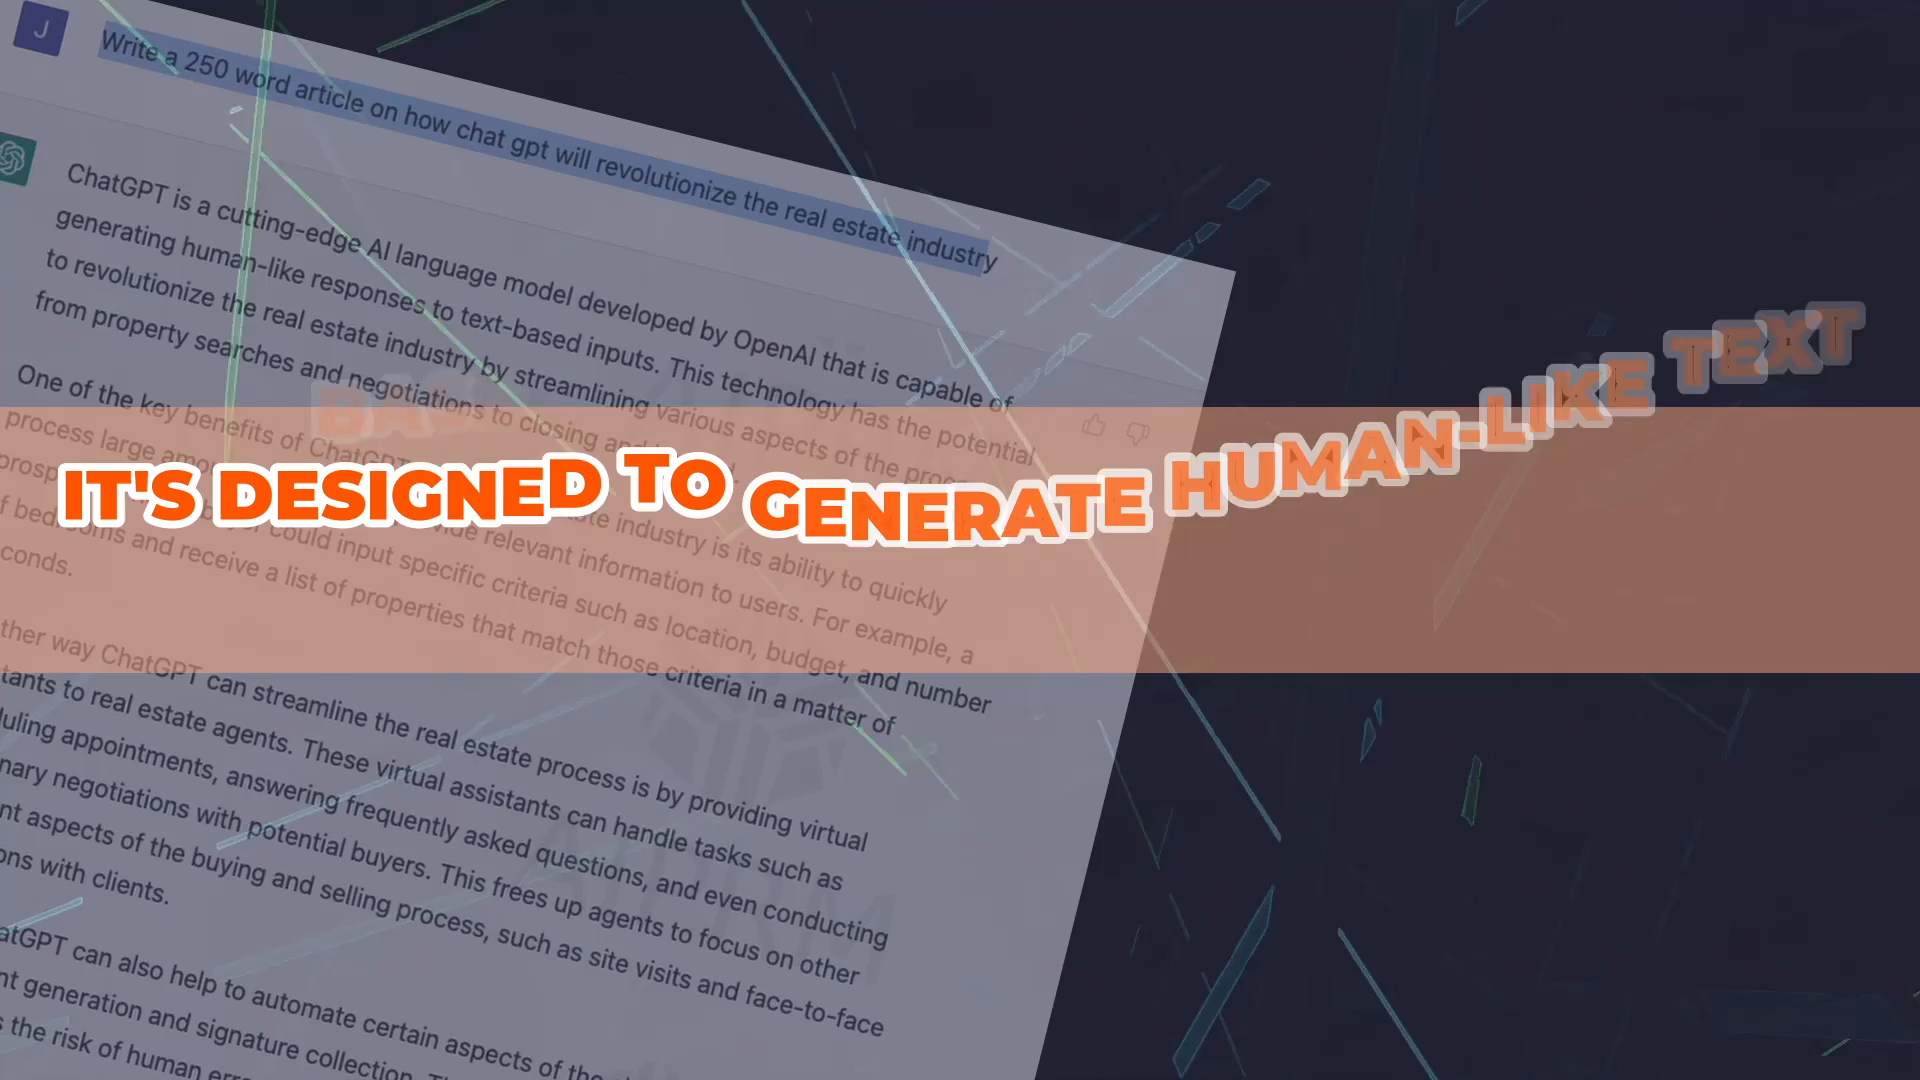 J
Write a 250 word article on how chat gpt will revolutionize the real estate industry
ChatGPT is a cutting-edge AI language model developed by OpenAI that is capable of
generating human-like responses to text-based inputs. This technology has the potential
to revolutionize the real estate industry by streamlining various aspects of the
from property searches and negotiations to closing and
One of the key benefits of ChatGPT industry is its ability to quickly
process large relevant information to users. For example, a
could input specific criteria such as location, budget, and number
and receive a list of properties that match those criteria in a matter of
conds.
BAS
IT'S DESIGNED TO GENERATE HUMAN-LIKE TEXT
ther way ChatGPT can streamline the real estate process is by providing virtual
tants to real estate agents. These virtual assistants can handle tasks such as
uling appointments, answering frequently asked questions, and even conducting
nary negotiations with potential buyers. This frees up agents to focus on other
nt aspects of the buying and selling process, such as site visits and face-to-face
ons with clients.
atGPT can also help to automate certain aspects of the
nt generation and signature collection.
s the risk of human
AIPRM